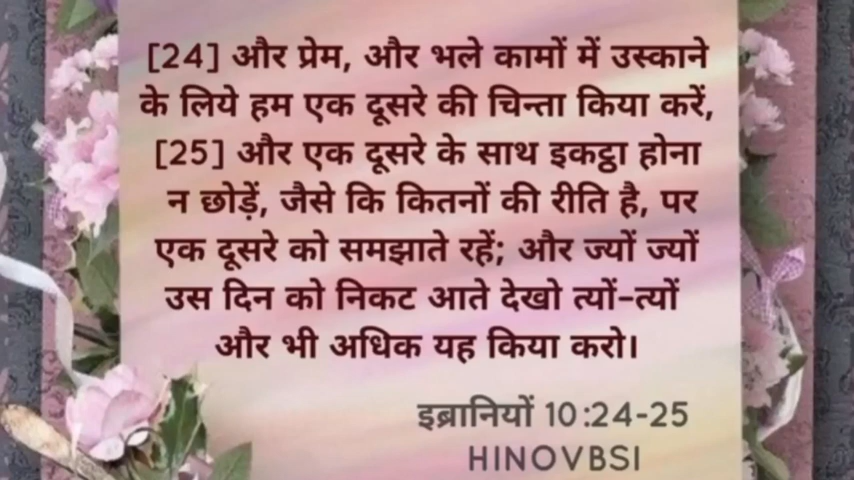 [24] और प्रेम, और भले कामों में उस्काने
के लिये हम एक दूसरे की चिन्ता किया करें,
[25] और एक दूसरे के साथ इकट्ठा होना
न छोड़ें, जैसे कि कितनों की रीति है, पर
एक दूसरे को समझाते रहें; और ज्यों ज्यों
उस दिन को निकट आते देखो त्यों-त्यों
और भी अधिक यह किया करो।
इब्रानियों 10:24-25
HINOVBSI